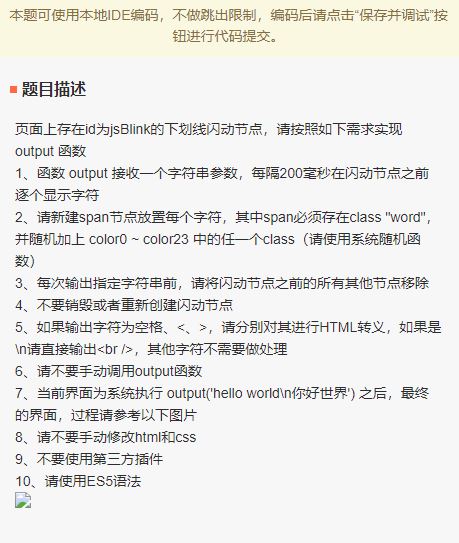 本题可使用本地IDE编码，不做跳出限制，编码后请点击“保存并调试”按
钮进行代码提交。
题目描述
页面上存在id为jsBlink的下划线闪动节点，请按照如下需求实现
output 函数
1、函数 output 接收一个字符串参数，每隔200毫秒在闪动节点之前
逐个显示字符
2、请新建span节点放置每个字符，其中span必须存在class "word"，
并随机加上 color0 ~ color23 中的任一个class（请使用系统随机函
数）
3、每次输出指定字符串前，请将闪动节点之前的所有其他节点移除
4、不要销毁或者重新创建闪动节点
5、如果输出字符为空格、<、>，请分别对其进行HTML转义，如果是
\n请直接输出<br />，其他字符不需要做处理
6、请不要手动调用output函数
7、当前界面为系统执行 output('hello world\n你好世界') 之后，最终
的界面，过程请参考以下图片
8、请不要手动修改html和css
9、不要使用第三方插件
10、请使用ES5语法